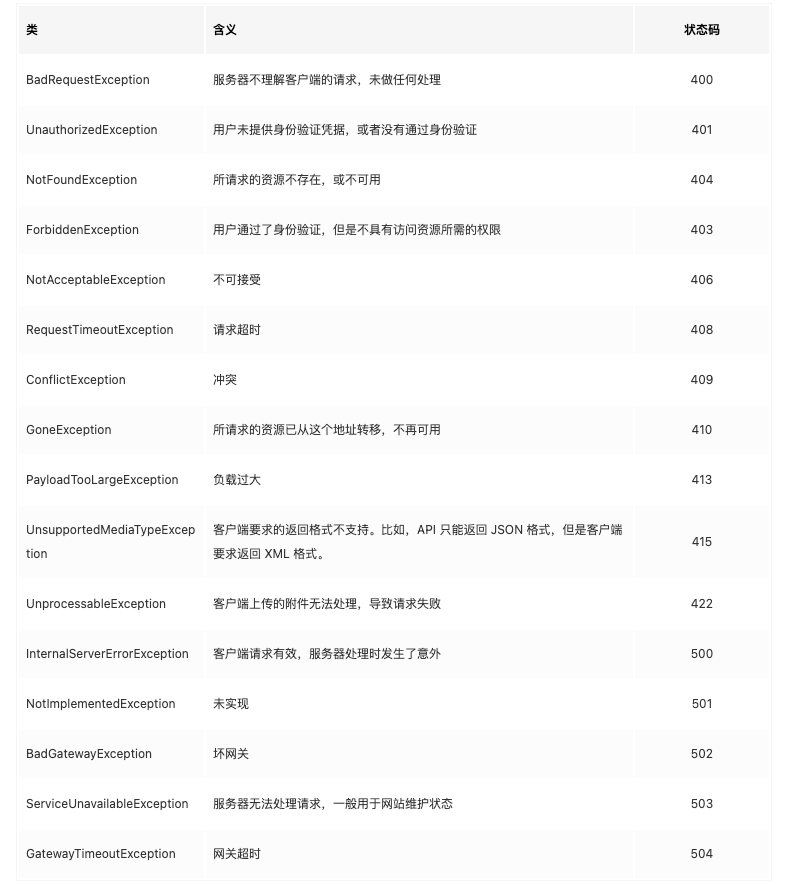 类 含义 状态码
BadRequestException 服务器不理解客户端的请求，未做任何处理 400
UnauthorizedException 用户未提供身份验证凭据，或者没有通过身份验证 401
NotFoundException 所请求的资源不存在，或不可用 404
ForbiddenException 用户通过了身份验证，但是不具有访问资源所需的权限 403
NotAcceptableException 不可接受 406
RequestTimeoutException 请求超时 408
ConflictException 冲突 409
GoneException 所请求的资源已从这个地址转移，不再可用 410
PayloadTooLargeException 负载过大 413
UnsupportedMediaTypeExcep 客户端要求的返回格式不支持。比如，API 只能返回 JSON 格式，但是客户端 415
tion 要求返回 XML 格式。
UnprocessableException 客户端上传的附件无法处理，导致请求失败 422
InternalServerErrorException 客户端请求有效，服务器处理时发生了意外 500
NotImplementedException 未实现 501
BadGatewayException 坏网关 502
ServiceUnavailableException 服务器无法处理请求，一般用于网站维护状态 503
GatewayTimeoutException 网关超时 504